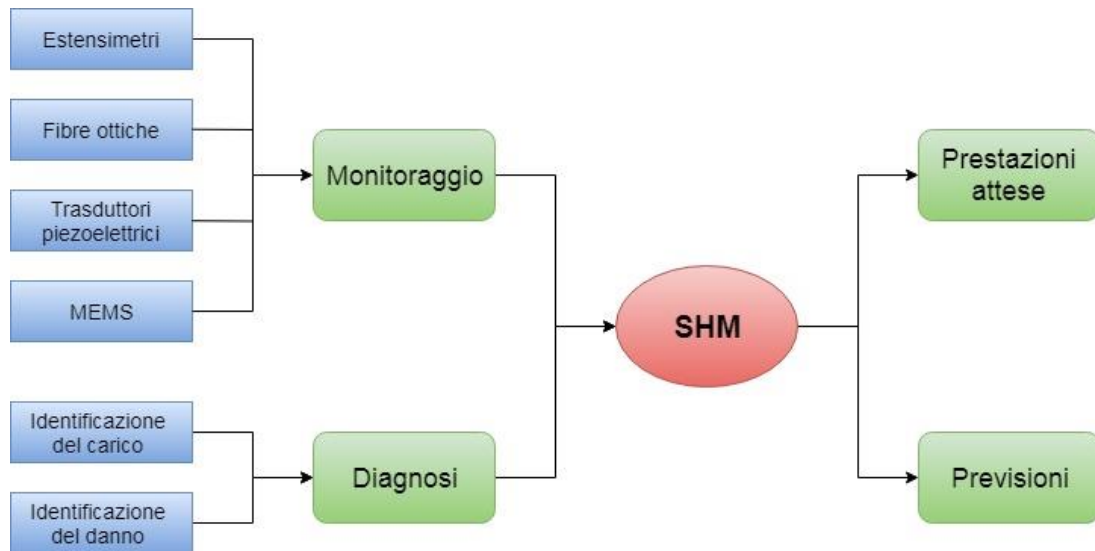 Estensimetri
Fibre ottiche
Trasduttori
piezoelettrici
MEMS
Identificazione
del carico
Identificazione
del danno
Monitoraggio
Diagnosi
SHM
Prestazioni
attese
Previsioni